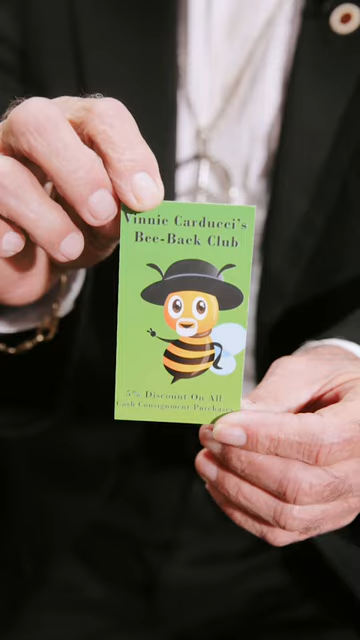 Vinnie Carducci's
Bee-Back Club
5% Discount On All
Cash Consignment Purchases